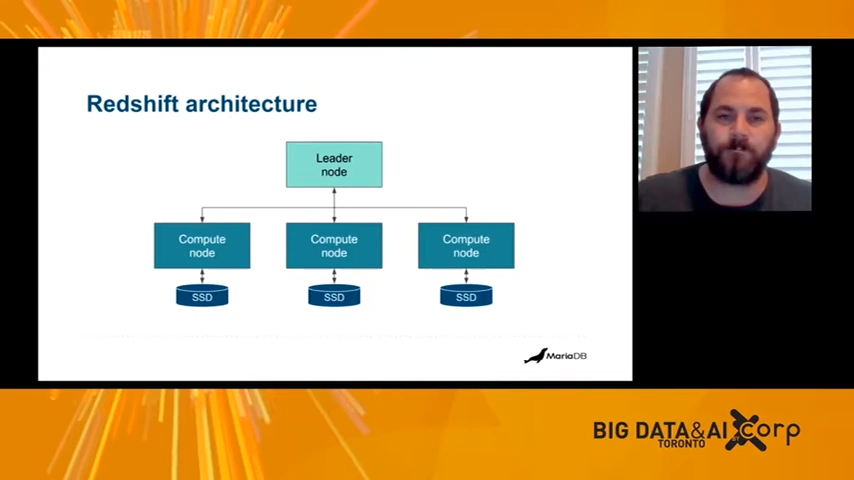 Redshift architecture
Leader
node
Compute
node
Compute
node
Compute
node
SSD
SSD
SSD
MariaDB
BIG DATA&AI
TORONTO
corp